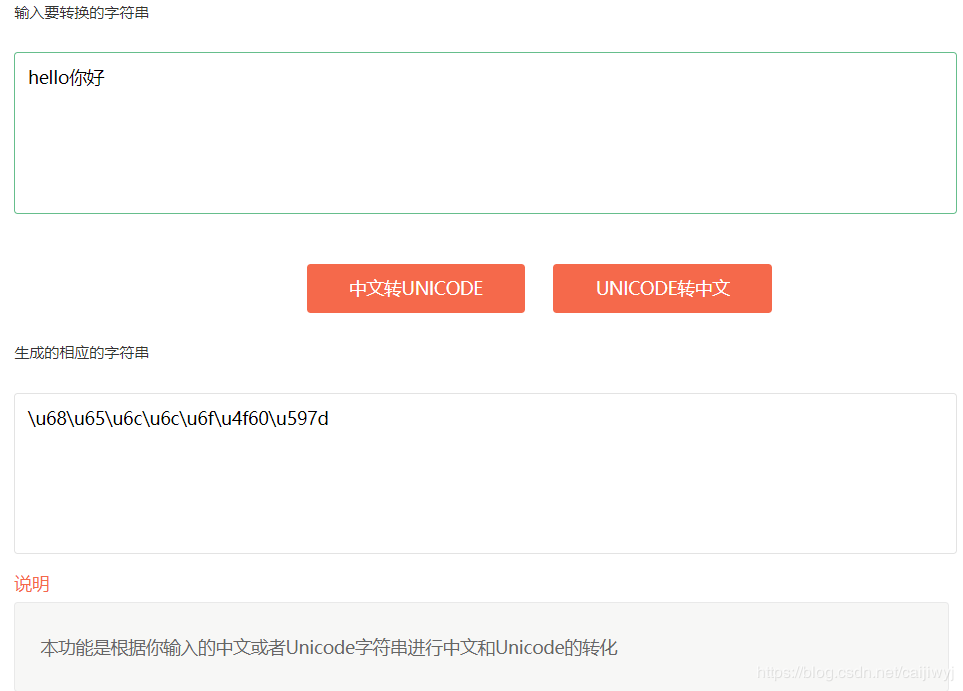 输入要转换的字符串
hello你好
中文转UNICODE
UNICODE转中文
生成的相应的字符串
\u68\u65\u6c\u6c\u6f\u4f60\u597d
说明
本功能是根据你输入的中文或者Unicode字符串进行中文和Unicode的转化
https://blog.csdn.net/caijiwyj